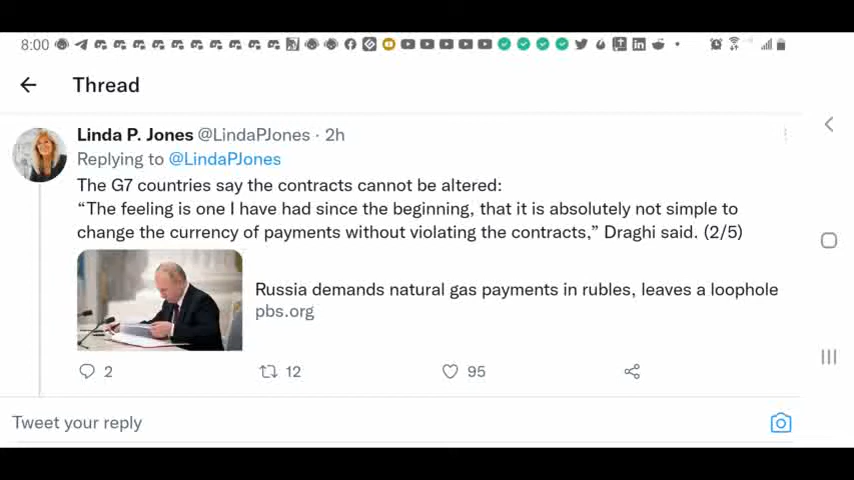 8:00
Thread
Linda P. Jones @LindaPJones · 2h
Replying to @LindaPJones
The G7 countries say the contracts cannot be altered:
“The feeling is one I have had since the beginning, that it is absolutely not simple to
change the currency of payments without violating the contracts,” Draghi said. (2/5)
Russia demands natural gas payments in rubles, leaves a loophole
pbs.org
2 12 95
Tweet your reply